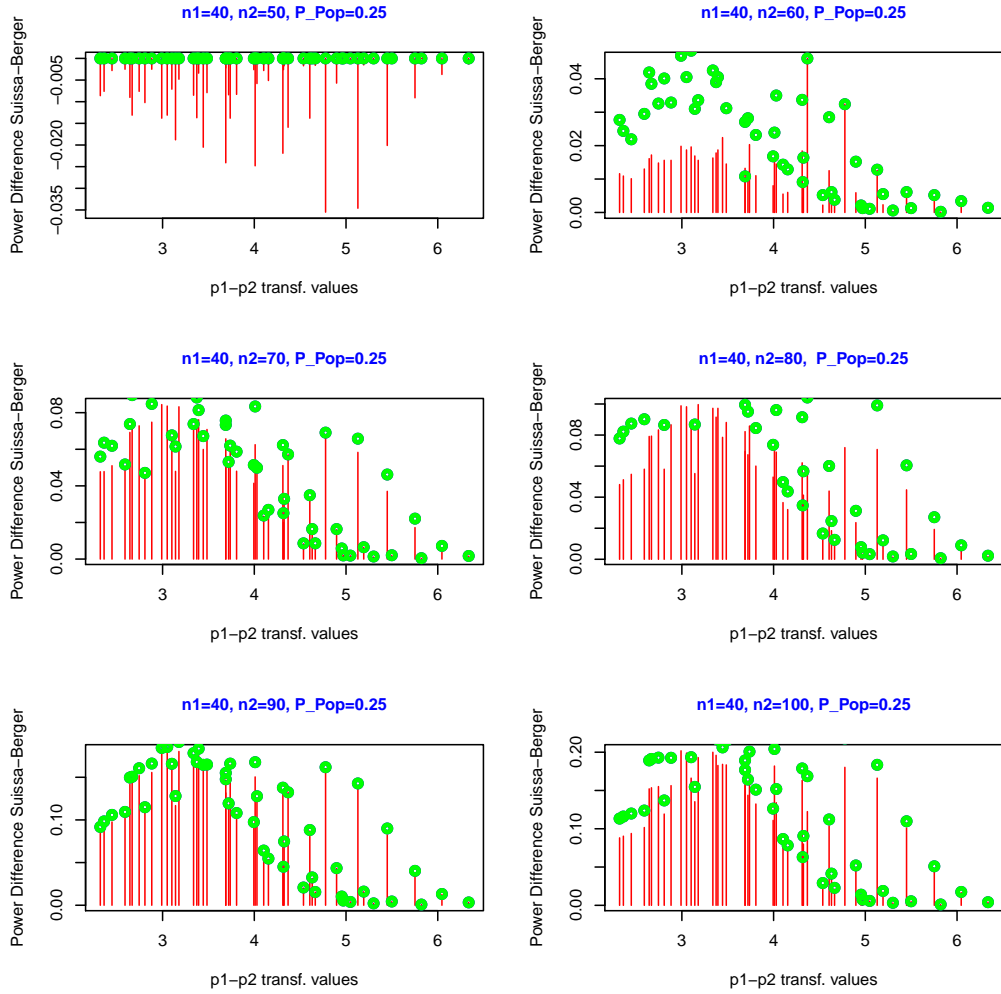 n1=40, n2=50, P_Pop=0.25
Power Difference Suissa−Berger
−0.005
−0.020
−0.035
3 4 5 6
p1−p2 transf. values
n1=40, n2=60, P_Pop=0.25
Power Difference Suissa−Berger
0.04
0.02
0.00
3 4 5 6
p1−p2 transf. values
n1=40, n2=70, P_Pop=0.25
Power Difference Suissa−Berger
0.08
0.04
0.00
3 4 5 6
p1−p2 transf. values
n1=40, n2=80, P_Pop=0.25
Power Difference Suissa−Berger
0.08
0.04
0.00
3 4 5 6
p1−p2 transf. values
n1=40, n2=90, P_Pop=0.25
Power Difference Suissa−Berger
0.10
0.00
3 4 5 6
p1−p2 transf. values
n1=40, n2=100, P_Pop=0.25
Power Difference Suissa−Berger
0.20
0.10
0.00
3 4 5 6
p1−p2 transf. values